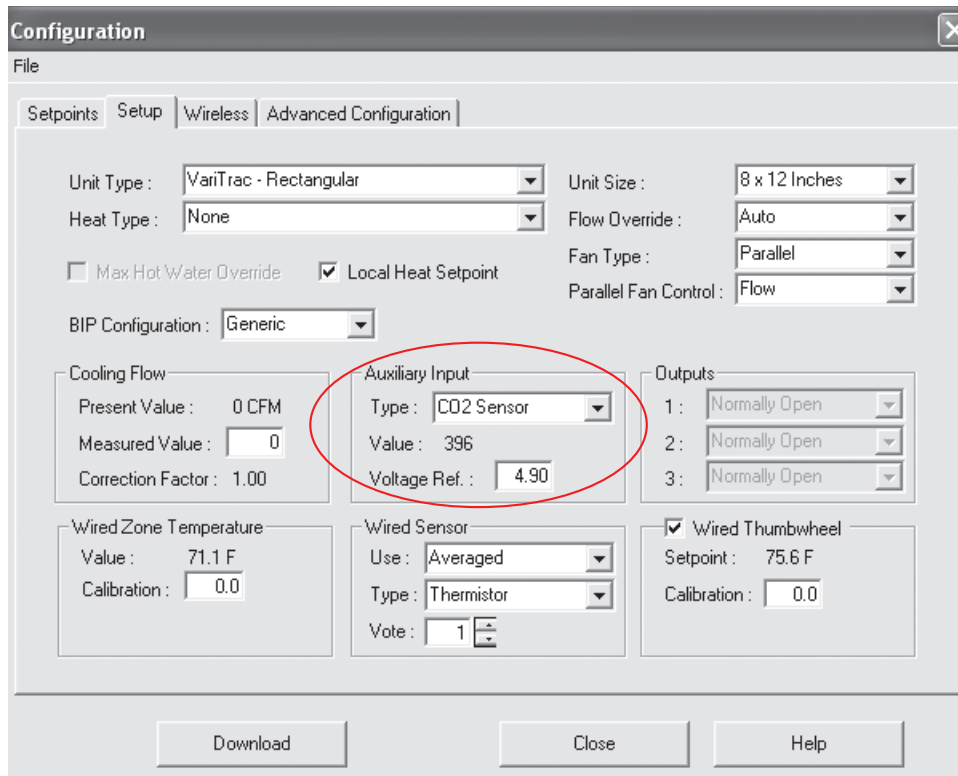 Configuration
File
Setpoints Setup Wireless Advanced Configuration
Unit Type : VariTrac - Rectangular
Unit Size : 8 x 12 Inches
Heat Type : None
Flow Override : Auto
Max Hot Water Override Local Heat Setpoint
Fan Type : Parallel
Parallel Fan Control : Flow
BIP Configuration : Generic
Cooling Flow
Present Value : 0 CFM
Measured Value : 0
Correction Factor : 1.00
Auxiliary Input
Type : CO2 Sensor
Value : 396
Voltage Ref. : 4.90
Outputs
1 : Normally Open
2 : Normally Open
3 : Normally Open
Wired Zone Temperature
Value : 71.1 F
Calibration : 0.0
Wired Sensor
Use : Averaged
Type : Thermistor
Vote : 1
Wired Thumbwheel
Setpoint : 75.6 F
Calibration : 0.0
Download Close Help